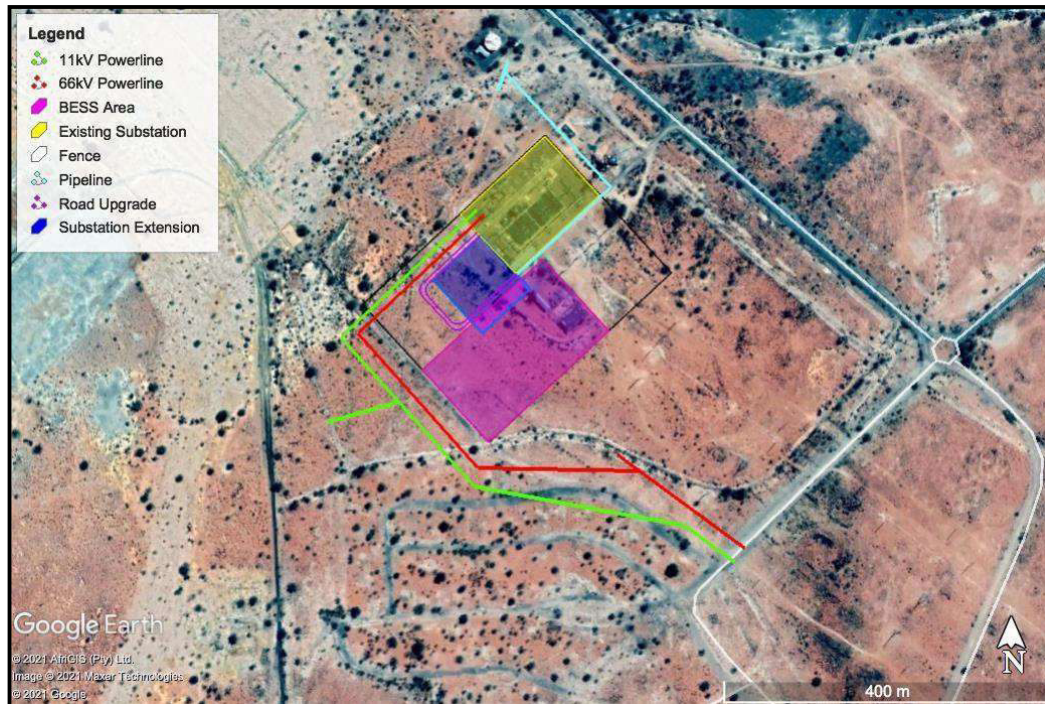 Legend
11kV Powerline
66kV Powerline
BESS Area
Existing Substation
Fence
Pipeline
Road Upgrade
Substation Extension
Google Earth
© 2021 AfriGIS (Pty) Ltd.
Image © 2021 Maxar Technologies
© 2021 Google
N
400 m